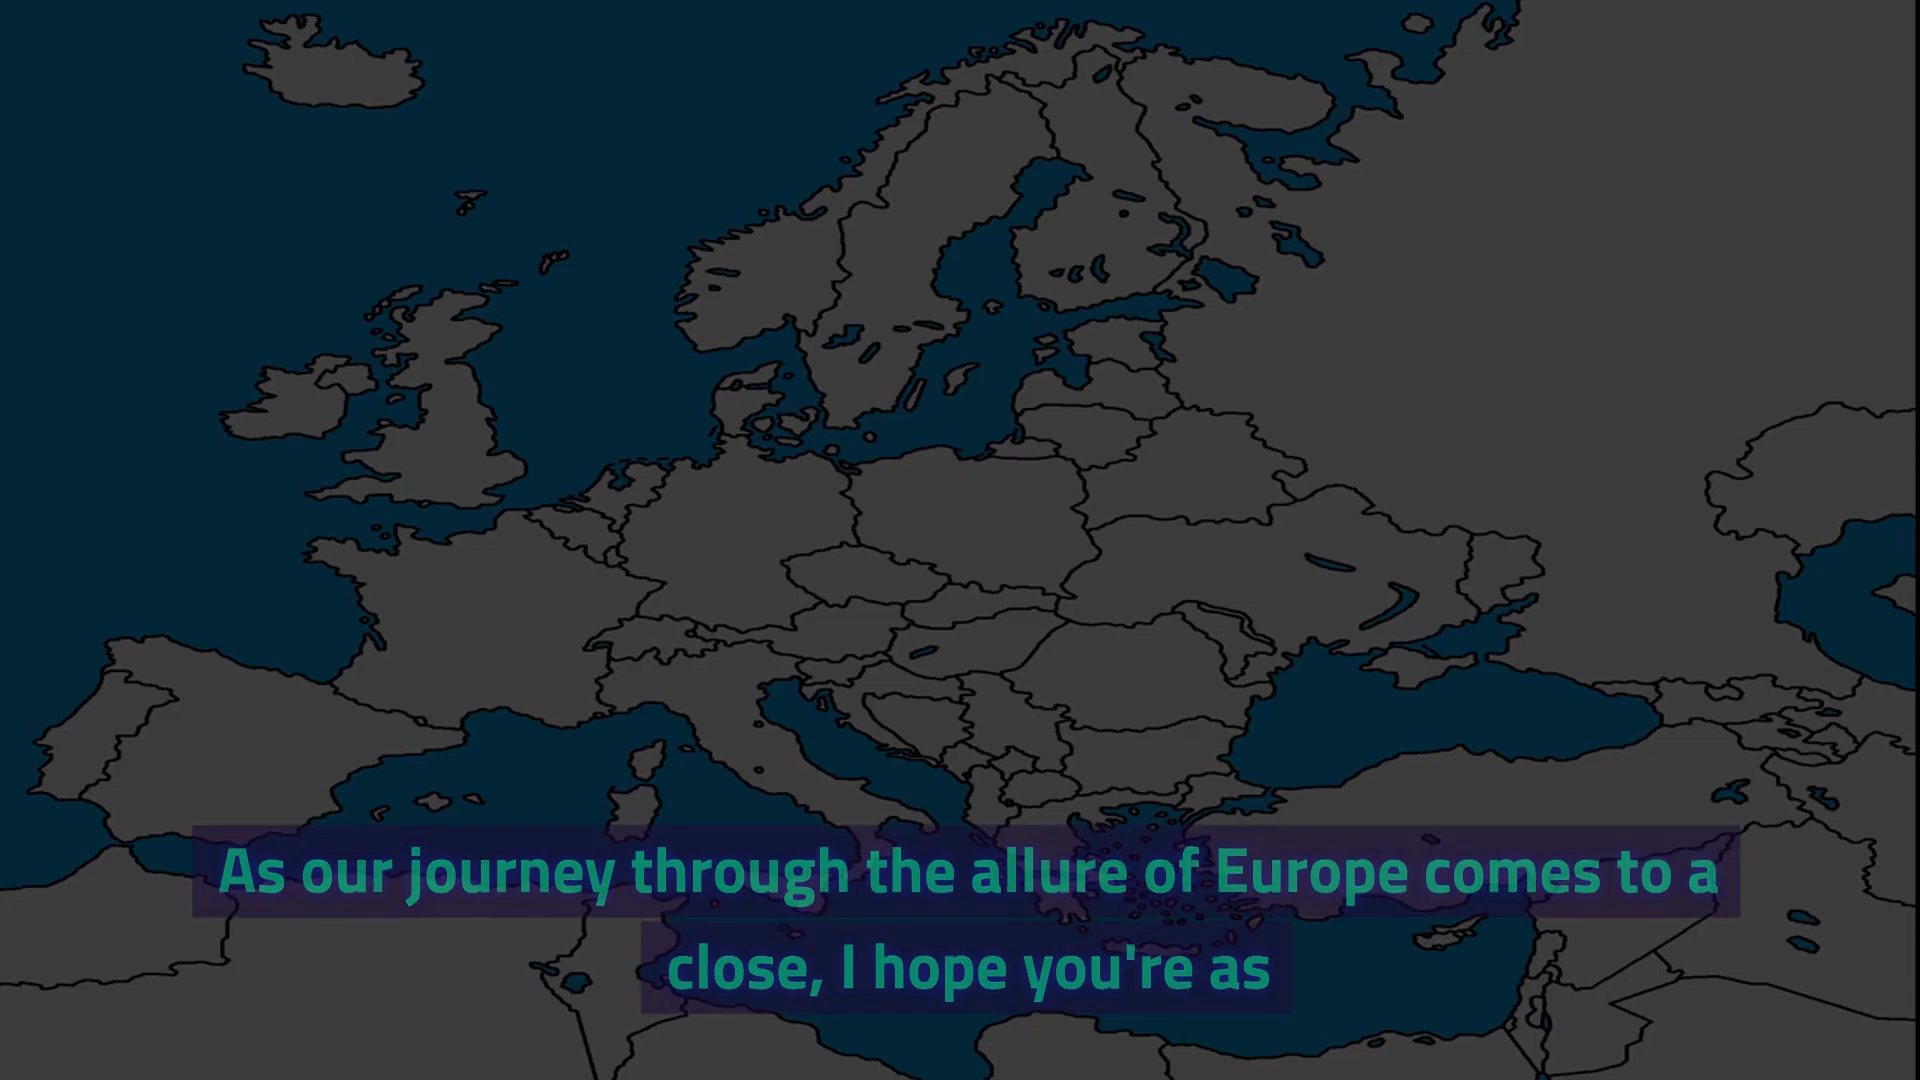 As our journey through the allure of Europe comes to a
close, I hope you're as